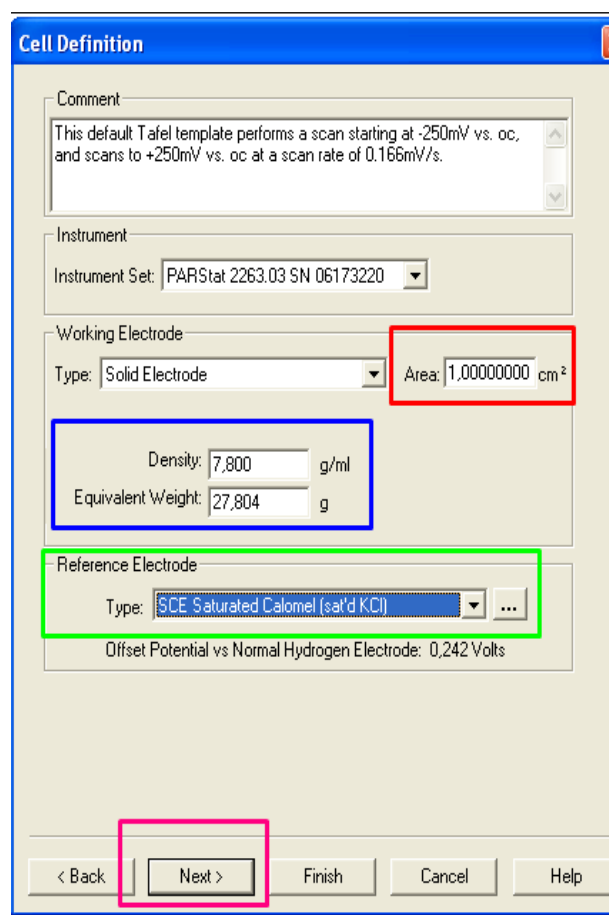 Cell Definition
Comment
This default Tafel template performs a scan starting at -250mV vs. oc,
and scans to +250mV vs. oc at a scan rate of 0.166mV/s.
Instrument
Instrument Set: PARStat 2263.03 SN 06173220
Working Electrode
Type: Solid Electrode Area: 1,00000000 cm²
Density: 7,800 g/ml
Equivalent Weight: 27,804 g
Reference Electrode
Type: SCE Saturated Calomel (sat'd KCl) ...
Offset Potential vs Normal Hydrogen Electrode: 0,242 Volts
< Back Next > Finish Cancel Help